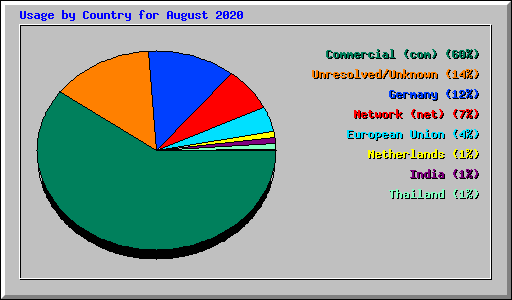 Usage by Country for August 2020
Commercial (com) (60%)
Unresolved/Unknown (14%)
Germany (12%)
Network (net) (7%)
European Union (4%)
Netherlands (1%)
India (1%)
Thailand (1%)